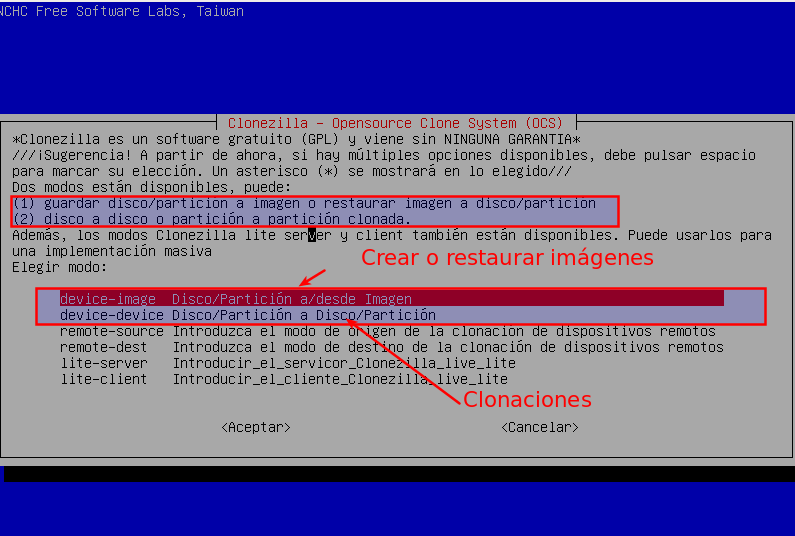 NCHC Free Software Labs, Taiwan
Clonezilla - Opensource Clone System (OCS)
*Clonezilla es un software gratuito (GPL) y viene sin NINGUNA GARANTIA*
///¡Sugerencia! A partir de ahora, si hay múltiples opciones disponibles, debe pulsar espacio
para marcar su elección. Un asterisco (*) se mostrará en lo elegido///
Dos modos están disponibles, puede:
(1) guardar disco/partición a imagen o restaurar imagen a disco/partición
(2) disco a disco o partición a partición clonada.
Además, los modos Clonezilla lite server y client también están disponibles. Puede usarlos para
una implementación masiva
Elegir modo:
Crear o restaurar imágenes
device-image Disco/Partición a/desde Imagen
device-device Disco/Partición a Disco/Partición
remote-source Introduzca el modo de origen de la clonación de dispositivos remotos
remote-dest Introduzca el modo de destino de la clonación de dispositivos remotos
lite-server Introducir_el_servicor_Clonezilla_live_lite
lite-client Introducir_el_cliente_Clonezilla_live_lite
Clonaciones
<Aceptar> <Cancelar>